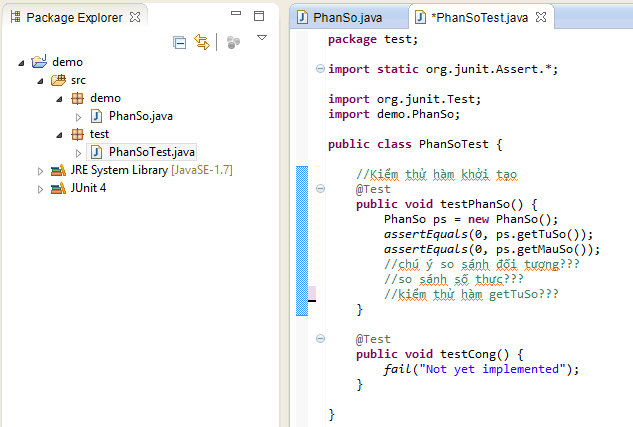 Package Explorer
demo
src
demo
PhanSo.java
test
PhanSoTest.java
JRE System Library [JavaSE-1.7]
JUnit 4
PhanSo.java
*PhanSoTest.java
package test;
import static org.junit.Assert.*;
import org.junit.Test;
import demo.PhanSo;
public class PhanSoTest {
//Kiểm thử hàm khởi tạo
@Test
public void testPhanSo() {
PhanSo ps = new PhanSo();
assertEquals(0, ps.getTuSo());
assertEquals(0, ps.getMauSo());
//chú ý so sánh đối tượng???
//so sánh số thực???
//kiểm thử hàm getTuSo???
}
@Test
public void testCong() {
fail("Not yet implemented");
}
}